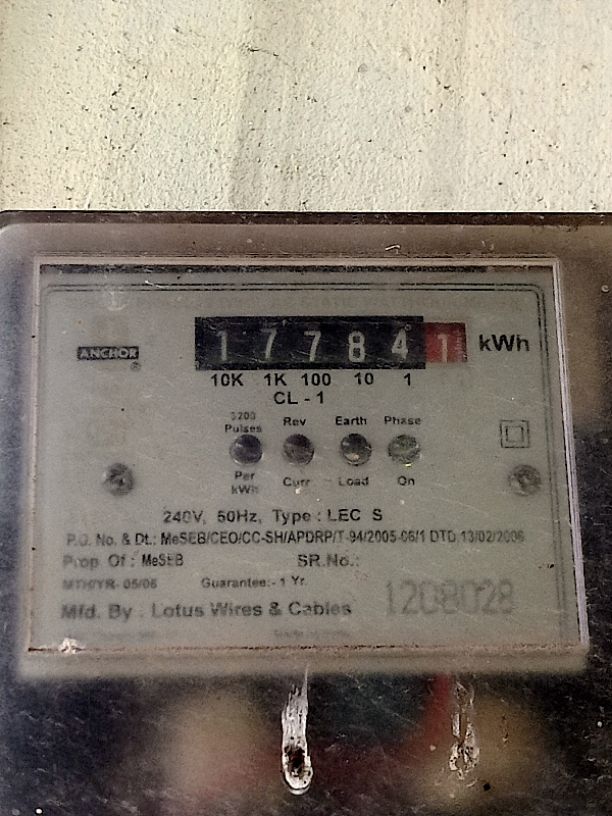 17784 1 kWh
ANCHOR
®
10K 1K 100 10 1
CL - 1
3200 Pulses Rev Earth Phase
Per kWh Curr Load On
240V, 50Hz, Type : LEC S
P.O. No. & Dt.: MeSEB/CEO/CC-SH/APDRP/T-94/2005-06/1 DTD 13/02/2006
Prop Of : MeSEB SR.No.:
MTH/YR- 05/06 Guarantee:- 1 Yr.
1208028
Mfd. By : Lotus Wires & Cables